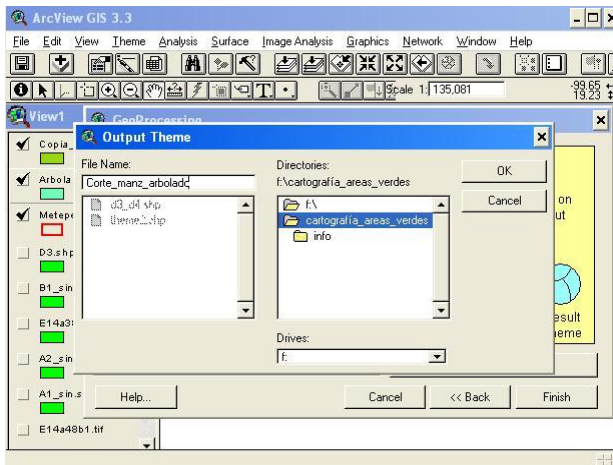 ArcView GIS 3.3
File Edit View Theme Analysis Surface Image Analysis Graphics Network Window Help
Scale 1: 135,081
-99.65
19.23
View1
GeoProcessing
Output Theme
File Name:
Corte_manz_arbolado
d3_d4.shp
theme2.shp
Directories:
f:\cartografía_areas_verdes
f:\
cartografía_areas_verdes
info
OK
Cancel
Drives:
f:
Copia_
Arbola
Metepe
D3.shp
B1_sin
E14a3
A2_sin
A1_sin.s
E14a48b1.tif
on
ut
esult
eme
Help...
Cancel
<< Back
Finish